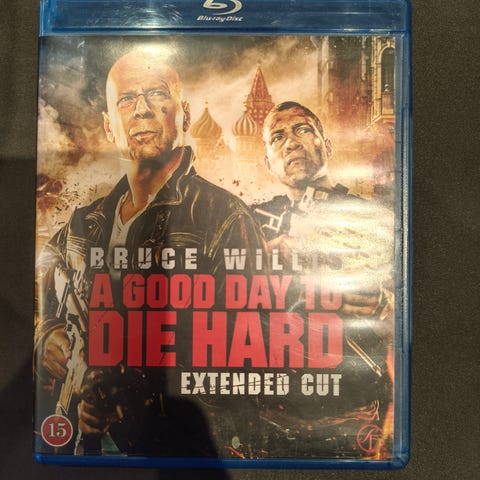 Blu-ray Disc
BRUCE WILLIS
A GOOD DAY TO
DIE HARD
EXTENDED CUT
15